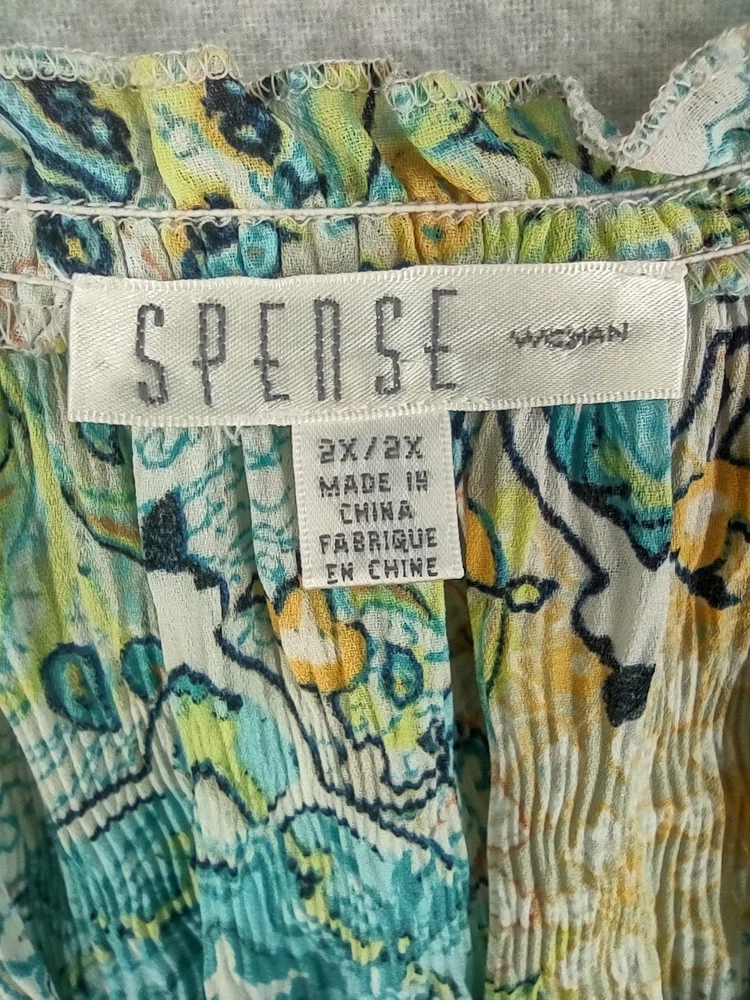 SPENSE WOMAN
2X/2X
MADE IN
CHINA
FABRIQUE
EN CHINE